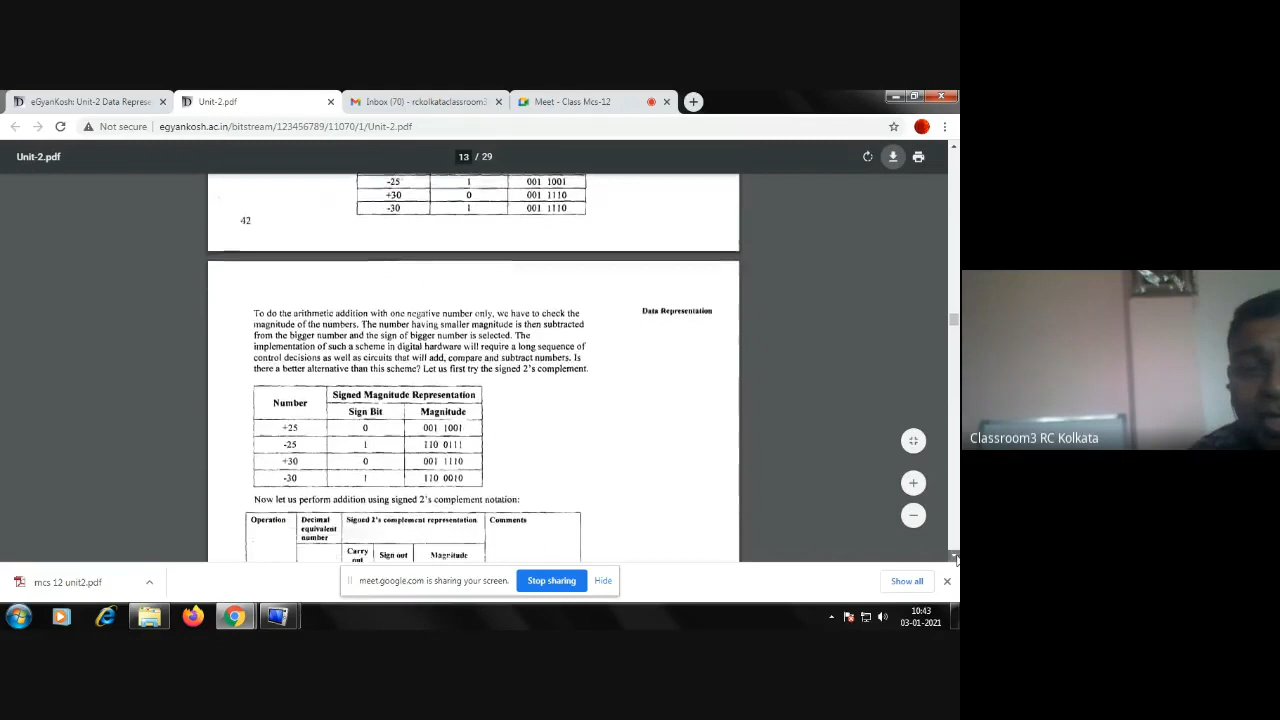 eGyanKosh: Unit-2 Data Represe
Unit-2.pdf
Inbox (70) - rckolkataclassroom3
Meet - Class Mcs-12
Not secure
egyankosh.ac.in/bitstream/123456789/11070/1/Unit-2.pdf
Unit-2.pdf
13 / 29
-25 1 001 1001
+30 0 001 1110
-30 1 001 1110
42
To do the arithmetic addition with one negative number only, we have to check the
magnitude of the numbers. The number having smaller magnitude is then subtracted
from the bigger number and the sign of bigger number is selected. The
implementation of such a scheme in digital hardware will require a long sequence of
control decisions as well as circuits that will add, compare and subtract numbers. Is
there a better alternative than this scheme? Let us first try the signed 2's complement.
Data Representation
Number Signed Magnitude Representation
Sign Bit Magnitude
+25 0 001 1001
-25 1 110 0111
+30 0 001 1110
-30 1 110 0010
Now let us perform addition using signed 2's complement notation:
Operation Decimal equivalent number Signed 2's complement representation Comments
Carry out Sign out Magnitude
Classroom3 RC Kolkata
mcs 12 unit2.pdf
meet.google.com is sharing your screen.
Stop sharing
Hide
Show all
10:43
03-01-2021